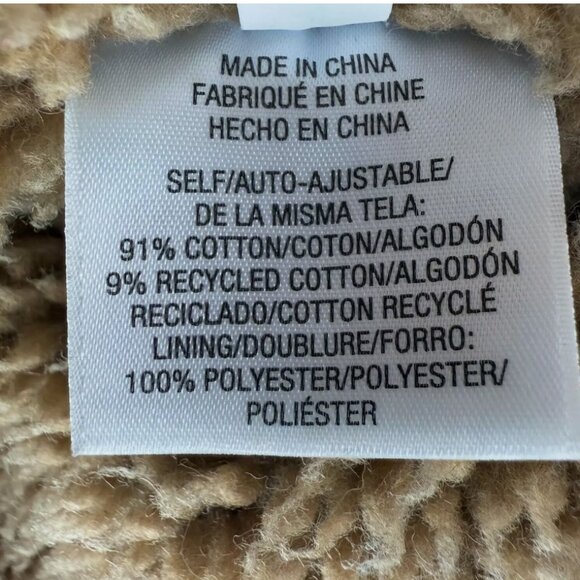 MADE IN CHINA
FABRIQUÉ EN CHINE
HECHO EN CHINA
SELF/AUTO-AJUSTABLE/
DE LA MISMA TELA:
91% COTTON/COTON/ALGODÓN
9% RECYCLED COTTON/ALGODÓN
RECICLADO/COTTON RECYCLÉ
LINING/DOUBLURE/FORRO:
100% POLYESTER/POLYESTER/
POLIÉSTER